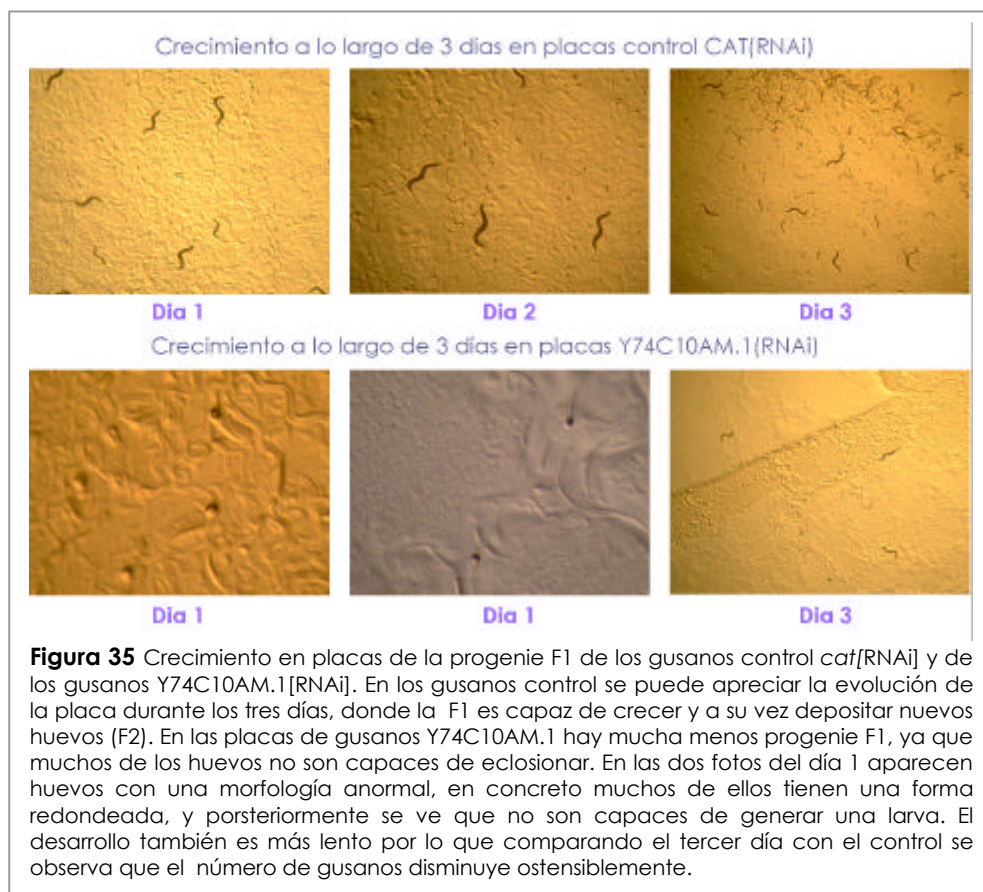 Crecimiento a lo largo de 3 días en placas control CAT(RNAi)
Dia 1
Dia 2
Dia 3
Crecimiento a lo largo de 3 días en placas Y74C10AM.1(RNAi)
Dia 1
Dia 1
Dia 3
Figura 35 Crecimiento en placas de la progenie F1 de los gusanos control cat[RNAi] y de
los gusanos Y74C10AM.1[RNAi]. En los gusanos control se puede apreciar la evolución de
la placa durante los tres días, donde la F1 es capaz de crecer y a su vez depositar nuevos
huevos (F2). En las placas de gusanos Y74C10AM.1 hay mucha menos progenie F1, ya que
muchos de los huevos no son capaces de eclosionar. En las dos fotos del día 1 aparecen
huevos con una morfología anormal, en concreto muchos de ellos tienen una forma
redondeada, y porsteriormente se ve que no son capaces de generar una larva. El
desarrollo también es más lento por lo que comparando el tercer día con el control se
observa que el número de gusanos disminuye ostensiblemente.